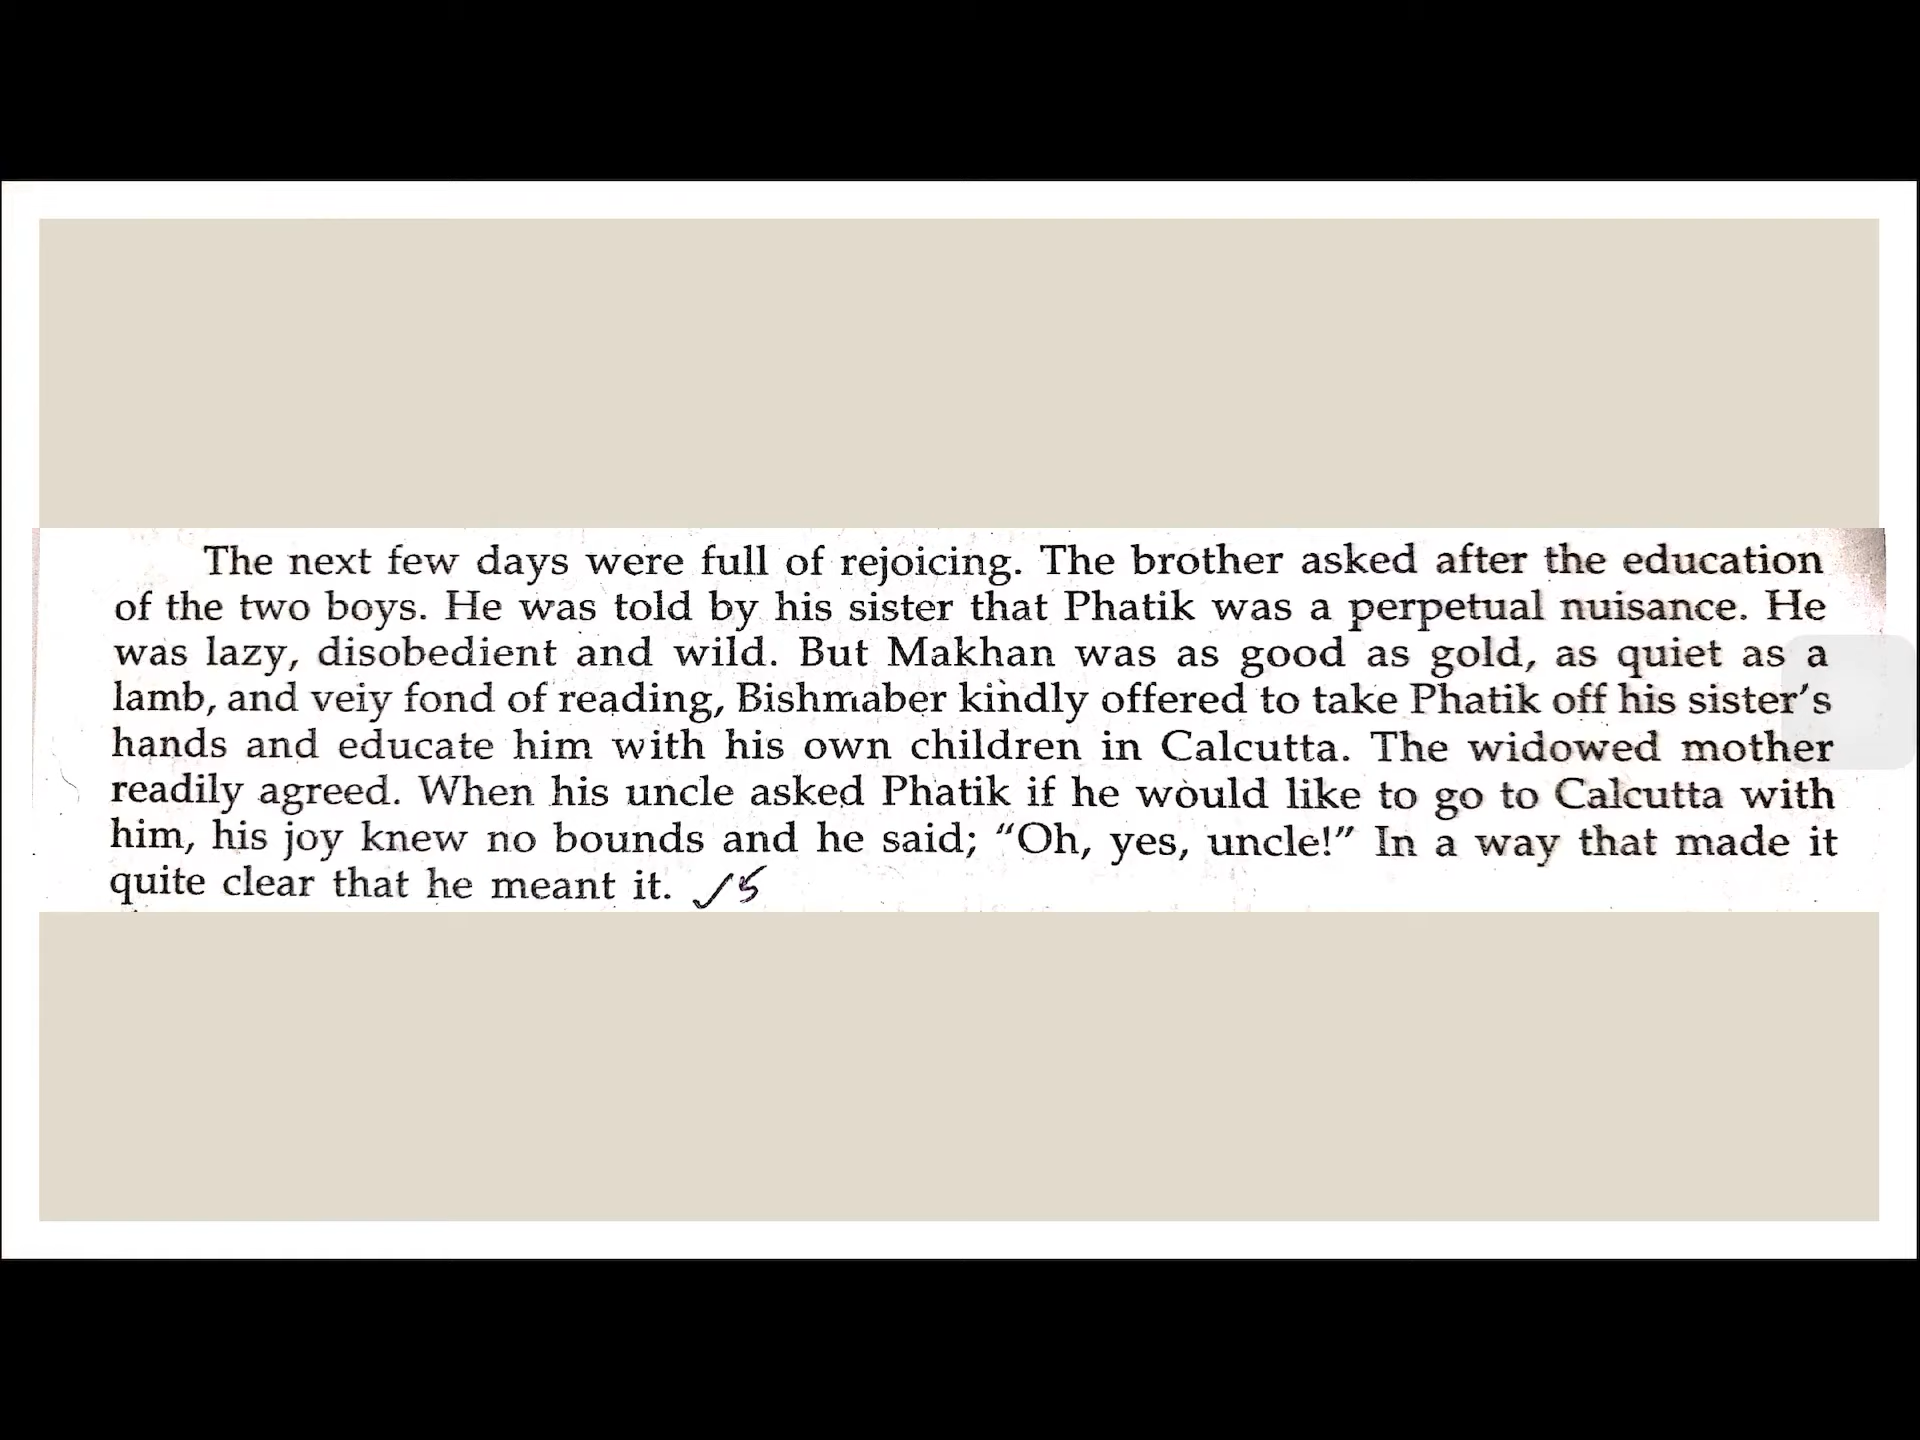 The next few days were full of rejoicing. The brother asked after the education
of the two boys. He was told by his sister that Phatik was a perpetual nuisance. He
was lazy, disobedient and wild. But Makhan was as good as gold, as quiet as a
lamb, and veiy fond of reading, Bishmaber kindly offered to take Phatik off his sister's
hands and educate him with his own children in Calcutta. The widowed mother
readily agreed. When his uncle asked Phatik if he would like to go to Calcutta with
him, his joy knew no bounds and he said; “Oh, yes, uncle!” In a way that made it
quite clear that he meant it.